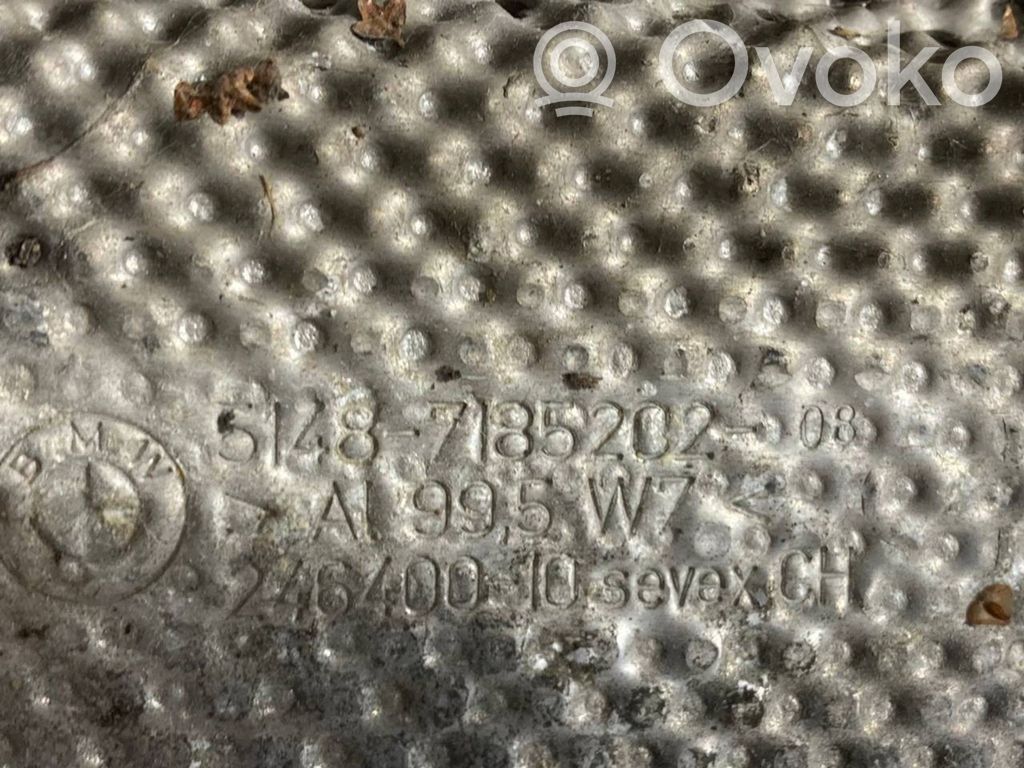 Ovoko
5148-7185202- 08
BMW
> Al 99,5 W7 <
246400-10 sevex CH